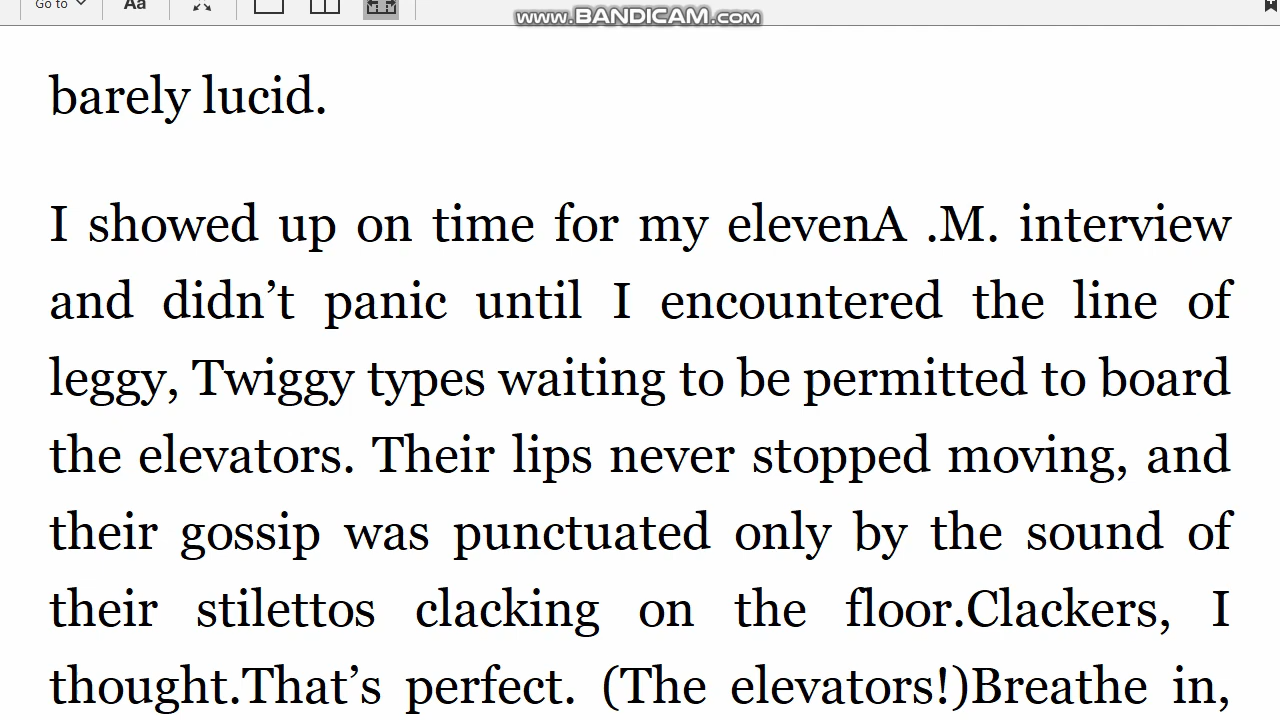 Go to
Aa
www.BANDICAM.com
barely lucid.
I showed up on time for my elevenA .M. interview
and didn’t panic until I encountered the line of
leggy, Twiggy types waiting to be permitted to board
the elevators. Their lips never stopped moving, and
their gossip was punctuated only by the sound of
their stilettos clacking on the floor.Clackers, I
thought.That’s perfect. (The elevators!)Breathe in,